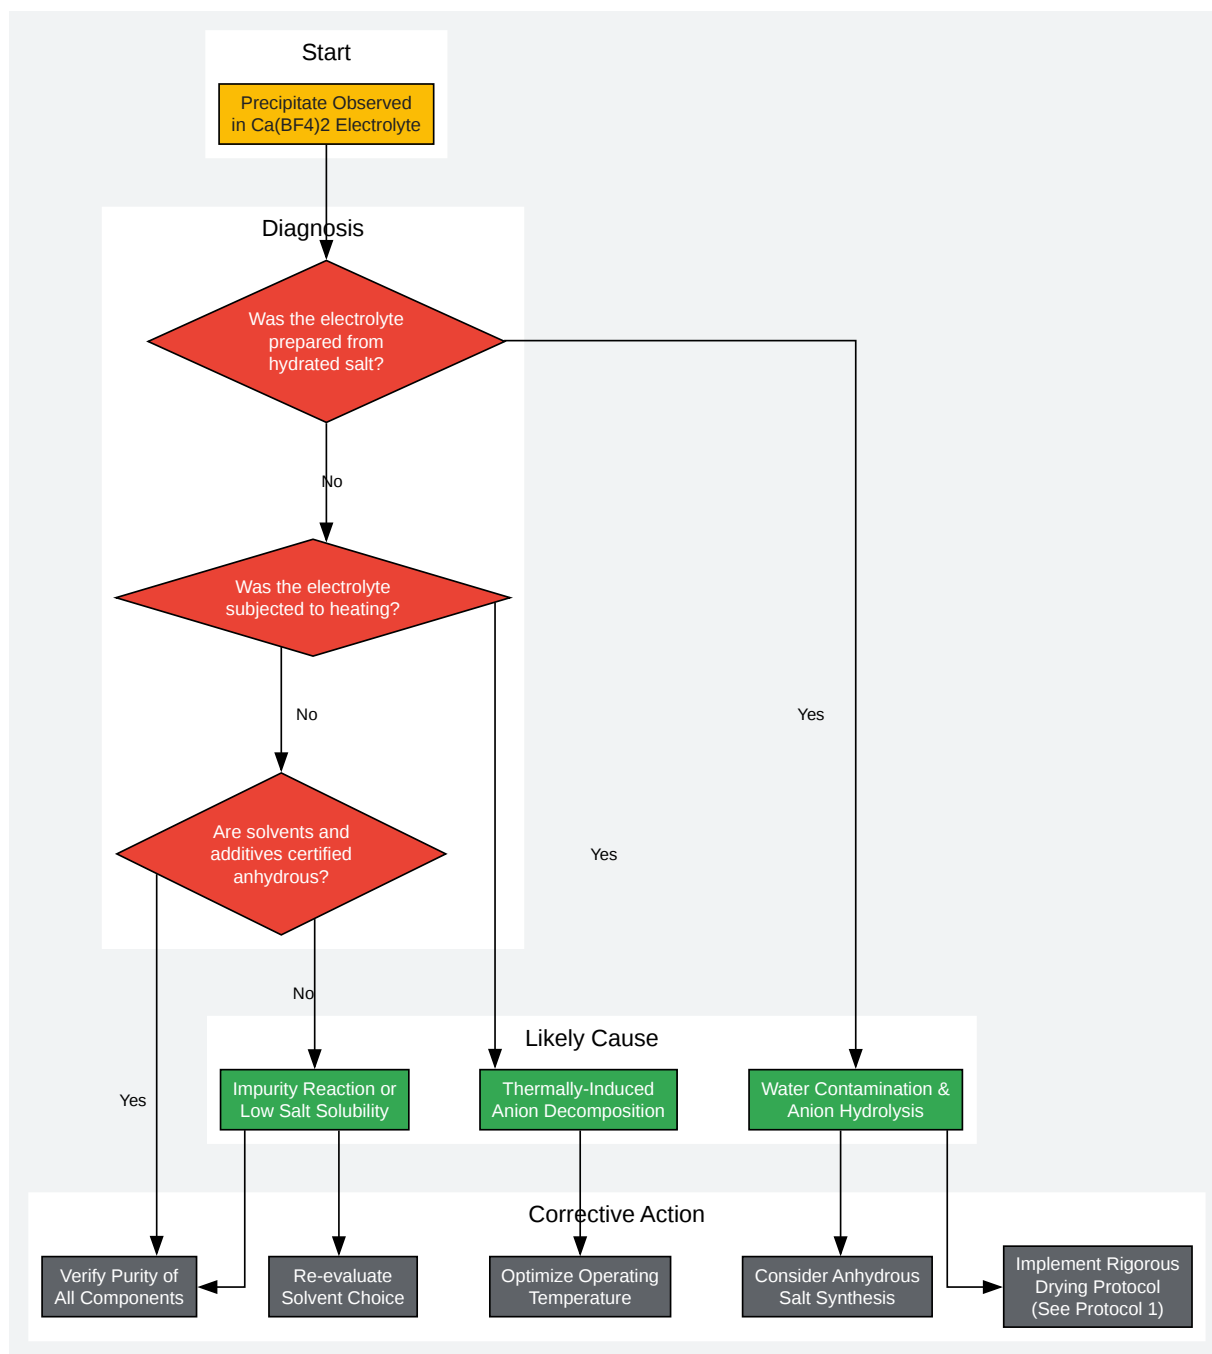 Start
Precipitate Observed
in Ca(BF4)2 Electrolyte
Diagnosis
Was the electrolyte
prepared from
hydrated salt?
No
Was the electrolyte
subjected to heating?
No
Yes
Are solvents and
additives certified
anhydrous?
Yes
No
Likely Cause
Yes
Impurity Reaction or
Low Salt Solubility
Thermally-Induced
Anion Decomposition
Water Contamination &
Anion Hydrolysis
Corrective Action
Verify Purity of
All Components
Re-evaluate
Solvent Choice
Optimize Operating
Temperature
Consider Anhydrous
Salt Synthesis
Implement Rigorous
Drying Protocol
(See Protocol 1)